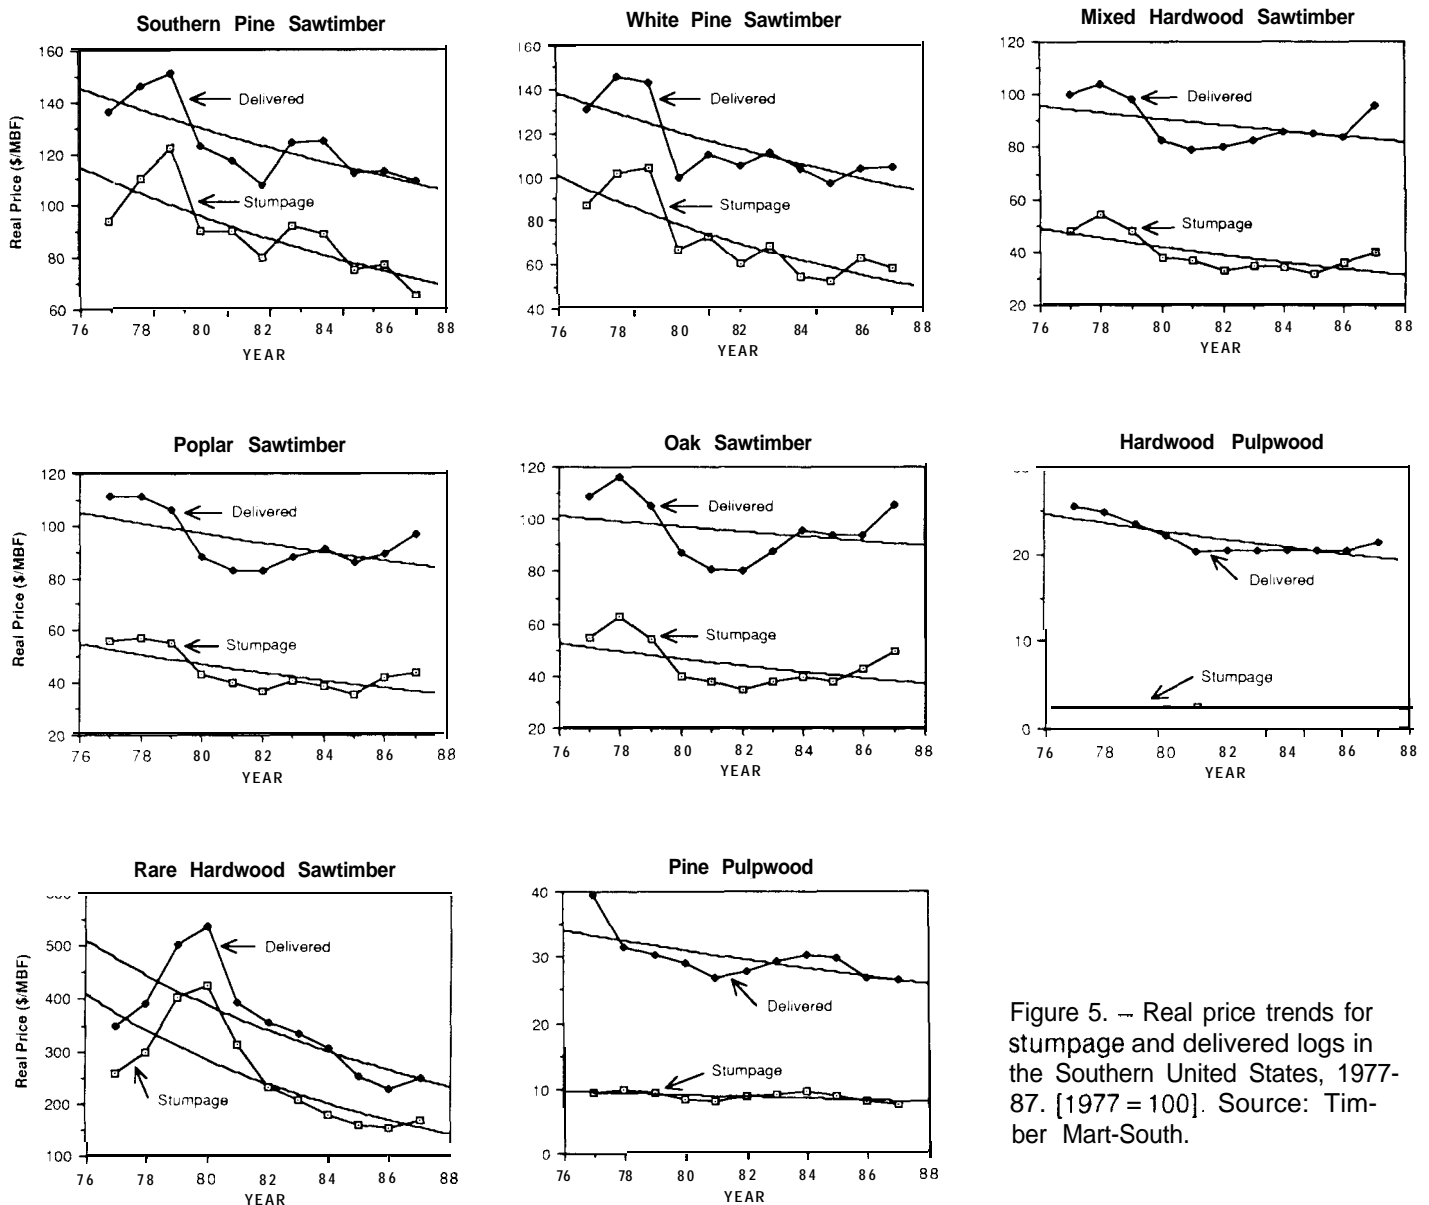 Southern Pine Sawtimber
160
140
120
100
80
60
Real Price ($/MBF)
Delivered
Stumpage
76 78 80 82 84 86 88
YEAR
White Pine Sawtimber
160
140
120
100
80
60
40
Delivered
Stumpage
76 78 80 82 84 86 88
YEAR
Mixed Hardwood Sawtimber
120
100
80
60
40
20
Delivered
Stumpage
76 78 80 82 84 86 88
YEAR
Poplar Sawtimber
120
100
80
60
40
20
Real Price ($/MBF)
Delivered
Stumpage
76 78 80 82 84 86 88
YEAR
Oak Sawtimber
120
100
80
60
40
20
Delivered
Stumpage
76 78 80 82 84 86 88
YEAR
Hardwood Pulpwood
20
10
0
Delivered
Stumpage
76 78 80 82 84 86 88
YEAR
Rare Hardwood Sawtimber
500
400
300
200
100
Real Price ($/MBF)
Delivered
Stumpage
76 78 80 82 84 86 88
YEAR
Pine Pulpwood
40
30
20
10
0
Delivered
Stumpage
76 78 80 82 84 86 88
YEAR
Figure 5. – Real price trends for
stumpage and delivered logs in
the Southern United States, 1977-
87. [1977 = 100]. Source: Tim-
ber Mart-South.